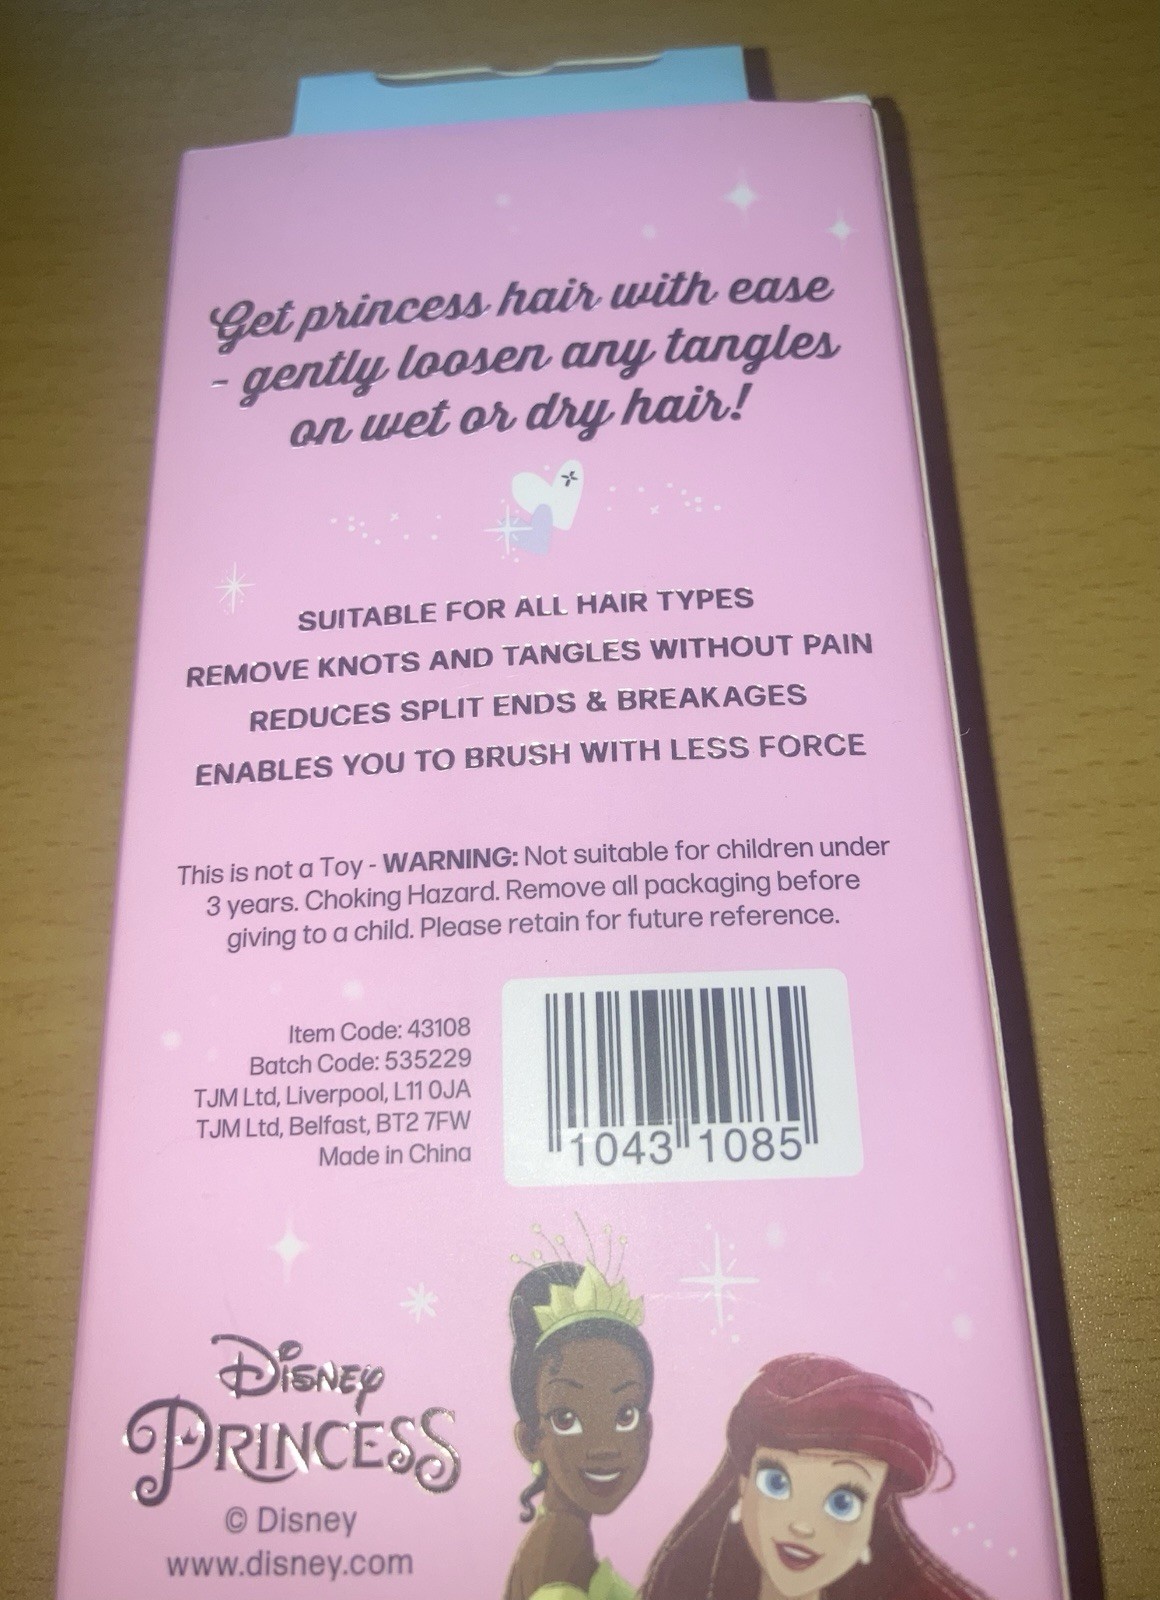 Get princess hair with ease
- gently loosen any tangles
on wet or dry hair!
SUITABLE FOR ALL HAIR TYPES
REMOVE KNOTS AND TANGLES WITHOUT PAIN
REDUCES SPLIT ENDS & BREAKAGES
ENABLES YOU TO BRUSH WITH LESS FORCE
This is not a Toy - WARNING: Not suitable for children under
3 years. Choking Hazard. Remove all packaging before
giving to a child. Please retain for future reference.
Item Code: 43108
Batch Code: 535229
TJM Ltd, Liverpool, L11 0JA
TJM Ltd, Belfast, BT2 7FW
Made in China
1043 1085
Disney
PRINCESS
© Disney
www.disney.com